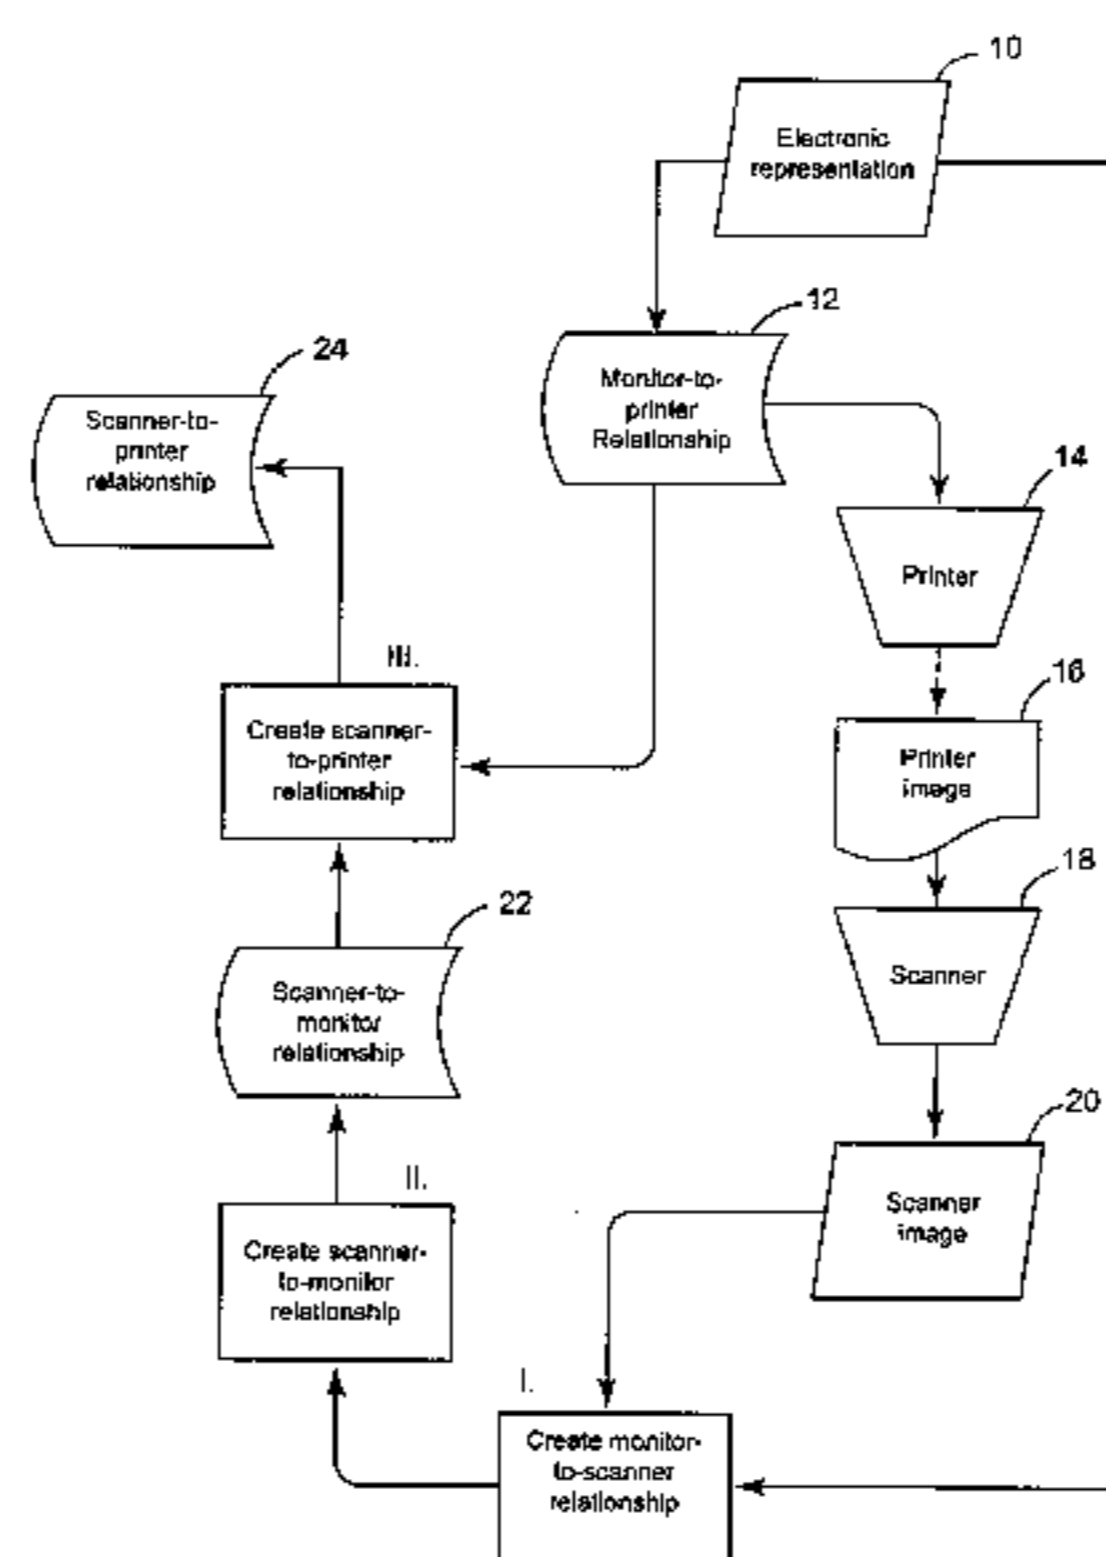 10
Electronic
representation
12
Monitor-to-
printer
Relationship
24
Scanner-to-
printer
relationship
14
Printer
III.
Create scanner-
to-printer
relationship
16
Printer
image
18
Scanner
22
Scanner-to-
monitor
relationship
20
Scanner
image
II.
Create scanner-
to-monitor
relationship
I.
Create monitor-
to-scanner
relationship